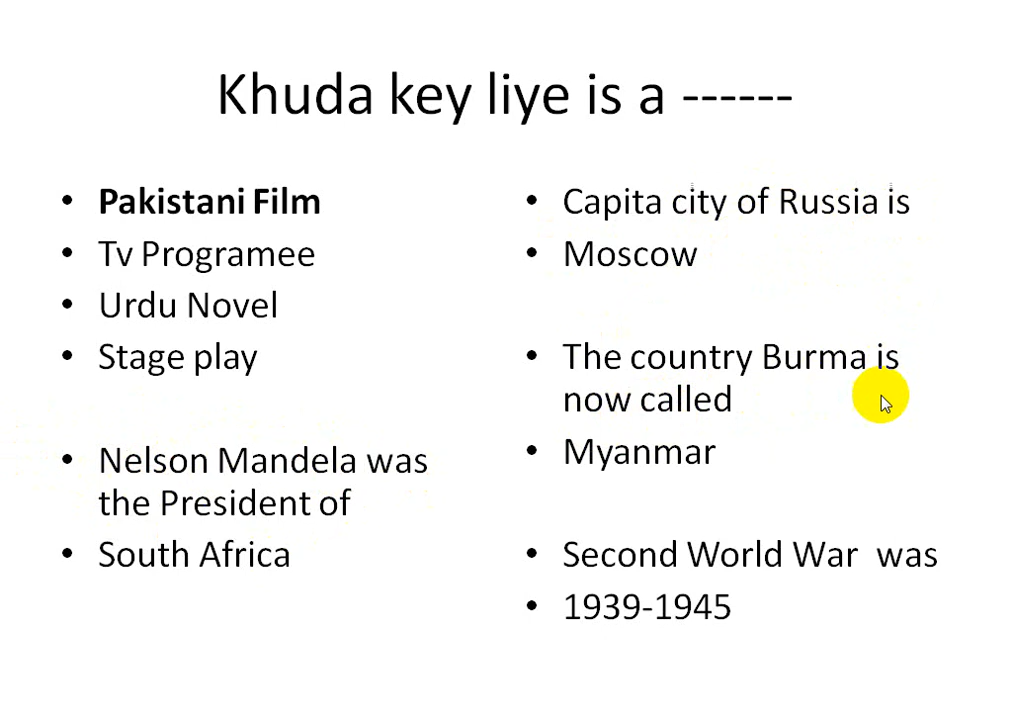 Khuda key liye is a ------
• Pakistani Film
• Tv Programee
• Urdu Novel
• Stage play
• Nelson Mandela was
the President of
• South Africa
• Capita city of Russia is
• Moscow
• The country Burma is
now called
• Myanmar
• Second World War  was
• 1939-1945